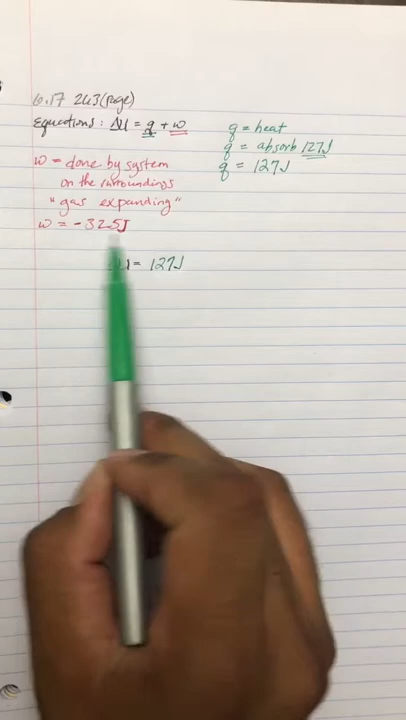 6.17 243(page)
Equations: ΔU = q + w
w = done by system
on the surroundings
"gas expanding"
w = -325J
q = heat
q = absorb 127J
q = 127J
= 127J